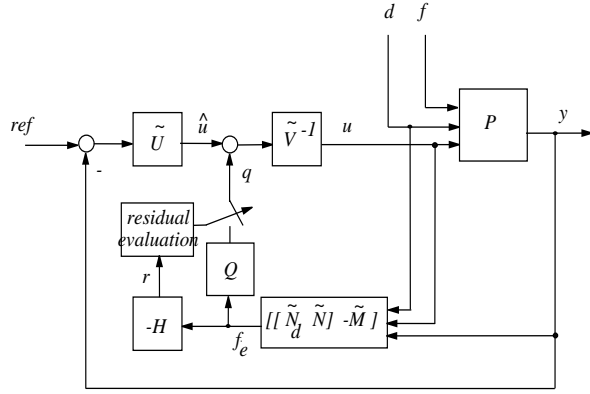 d f
ref
-
Ũ
û
Ṽ⁻¹
u
P
y
q
residual
evaluation
r
Q
-H
fₑ
[[ Ñd Ñ] -M̃ ]